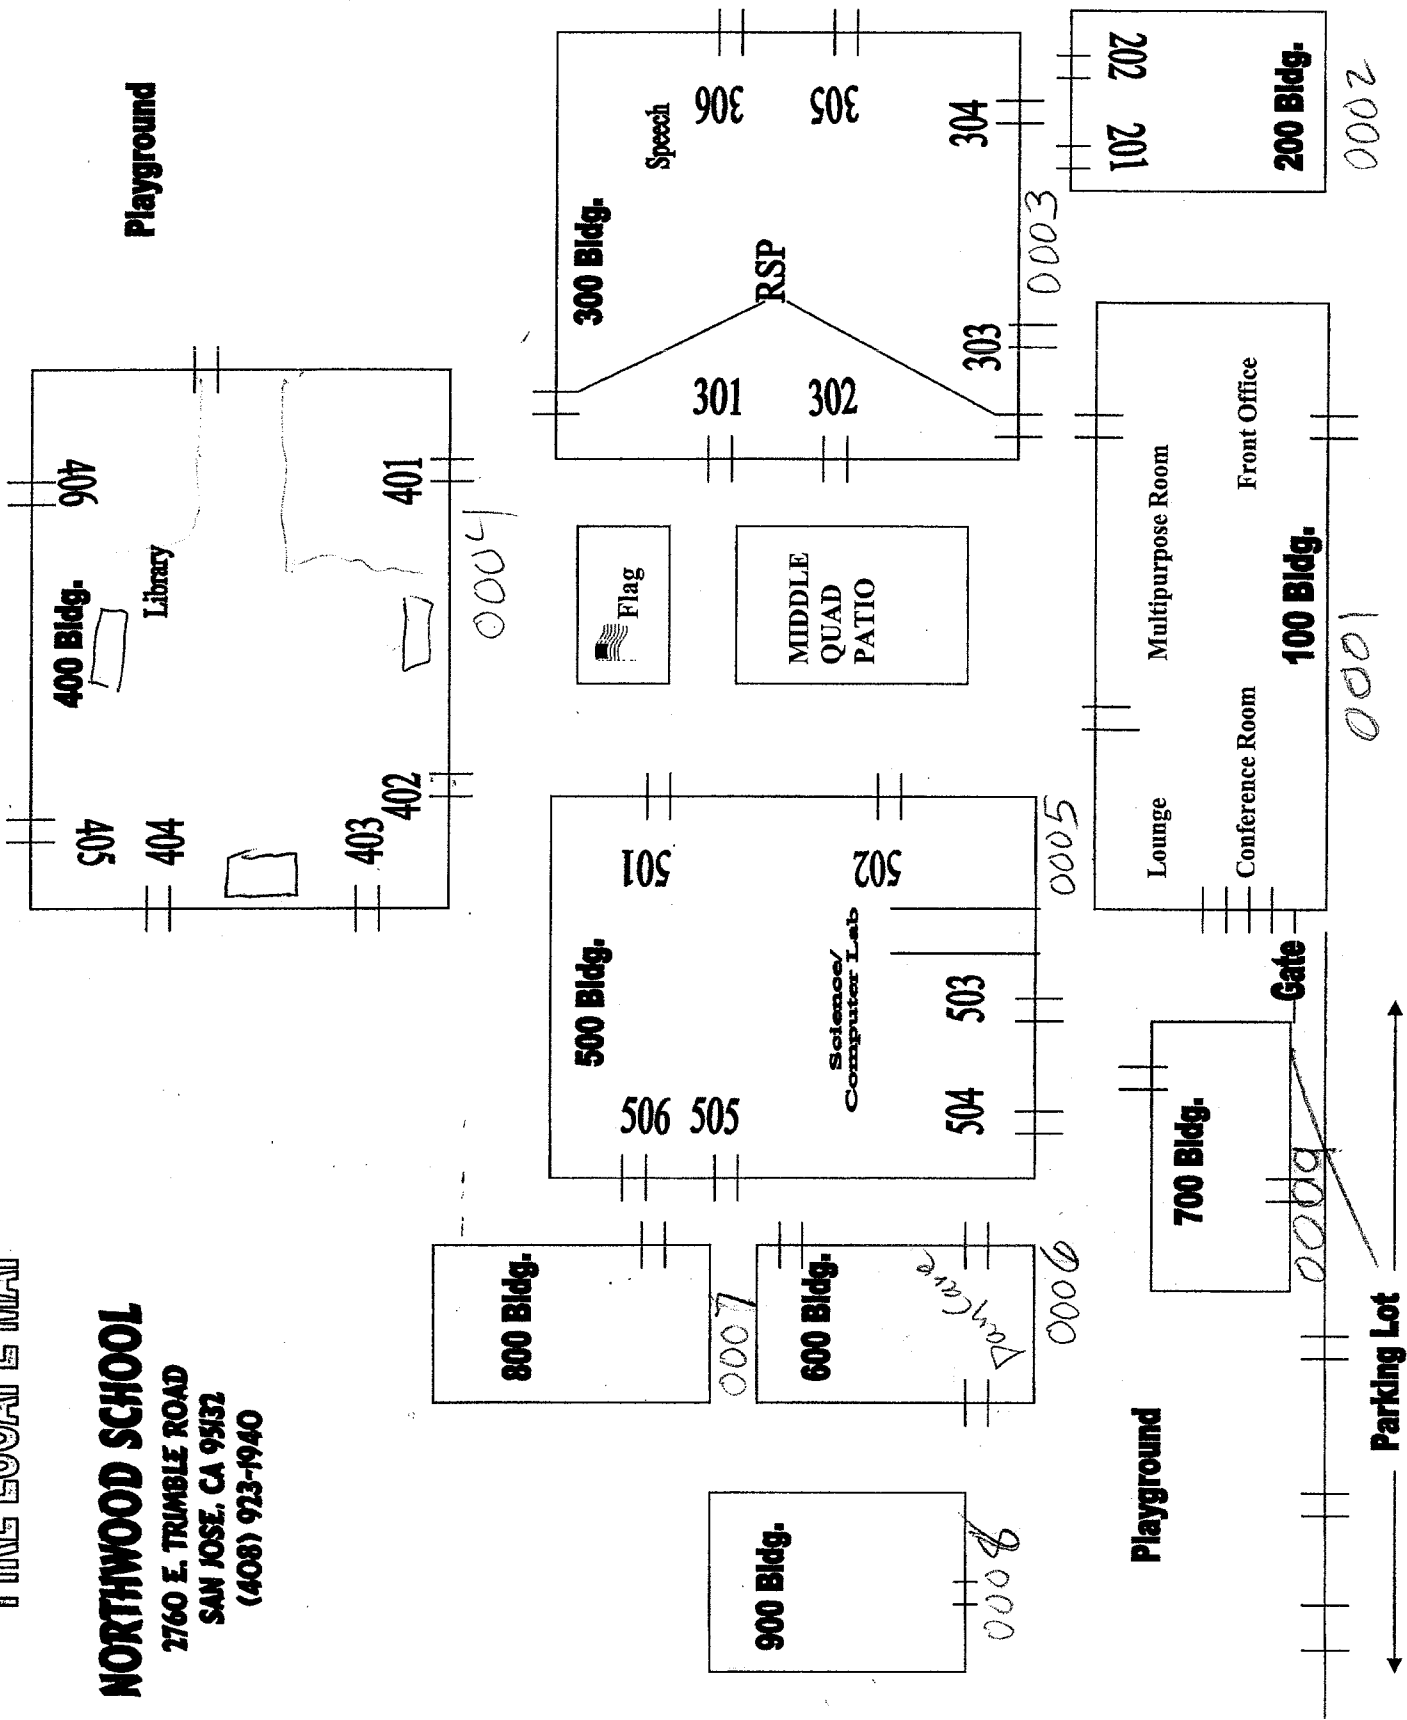 NORTHWOOD SCHOOL
2760 E. TRIMBLE ROAD
SAN JOSE, CA 95132
(408) 923-1940
Playground
400 Bldg.
405
404
403
402
401
406
Library
0004
800 Bldg.
0007
900 Bldg.
0008
600 Bldg.
Day Care
0006
500 Bldg.
506
505
504
503
501
502
Science/
Computer Lab
0005
Flag
MIDDLE
QUAD
PATIO
300 Bldg.
301
302
303
304
305
306
RSP
Speech
0003
201
202
200 Bldg.
0002
Lounge
Multipurpose Room
Conference Room
Front Office
100 Bldg.
0001
Gate
700 Bldg.
0009
Playground
Parking Lot